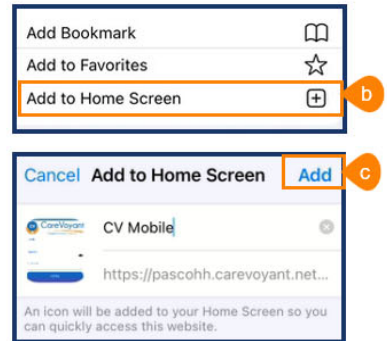 Add Bookmark
Add to Favorites
Add to Home Screen
b
Cancel Add to Home Screen Add
c
CareVoyant
CV Mobile
https://pascohh.carevoyant.net...
An icon will be added to your Home Screen so you
can quickly access this website.